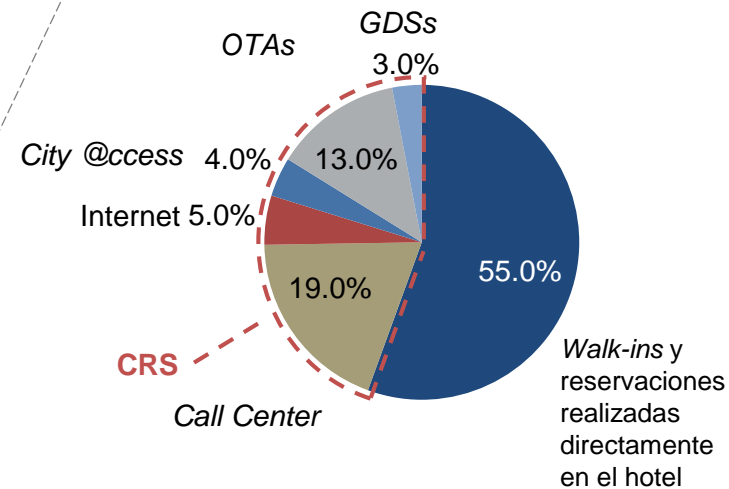 GDSs
3.0%
OTAs
City @ccess 4.0%
13.0%
Internet 5.0%
55.0%
19.0%
CRS
Call Center
Walk-ins y
reservaciones
realizadas
directamente
en el hotel